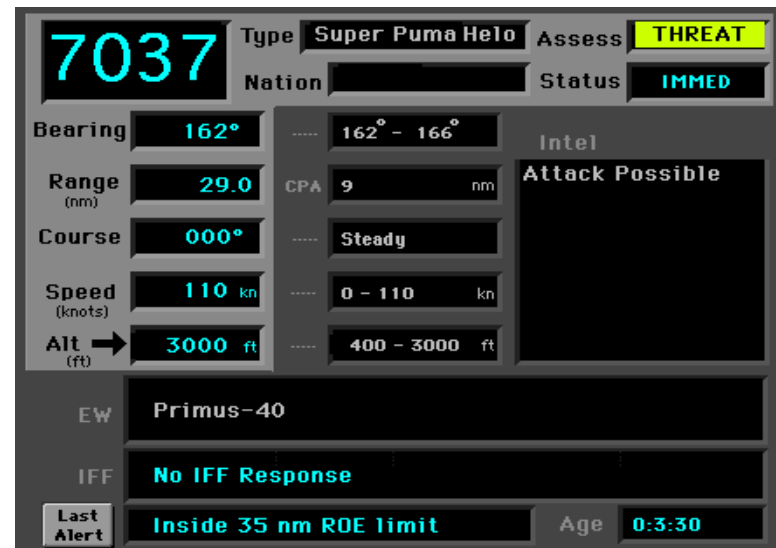 7037 Type Super Puma Helo Assess THREAT
Nation Status IMMED
Bearing 162° ----- 162° - 166° Intel
Range (nm) 29.0 CPA 9 nm Attack Possible
Course 000° ----- Steady
Speed (knots) 110 kn ----- 0 - 110 kn
Alt → (ft) 3000 ft ----- 400 - 3000 ft
EW Primus-40
IFF No IFF Response
Last Alert Inside 35 nm ROE limit Age 0:3:30